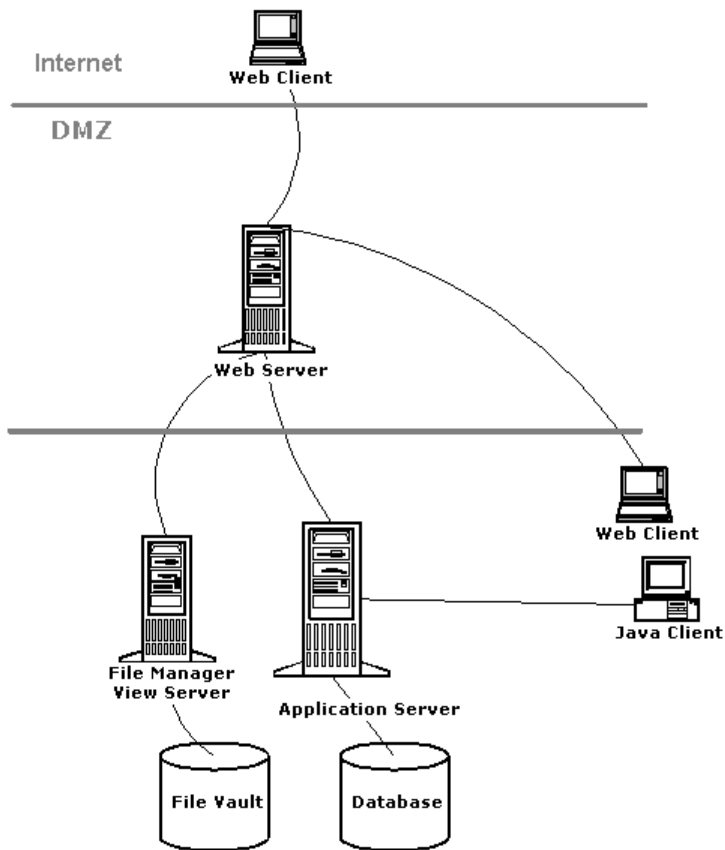 Internet
Web Client
DMZ
Web Server
Web Client
Java Client
File Manager
View Server
Application Server
File Vault
Database